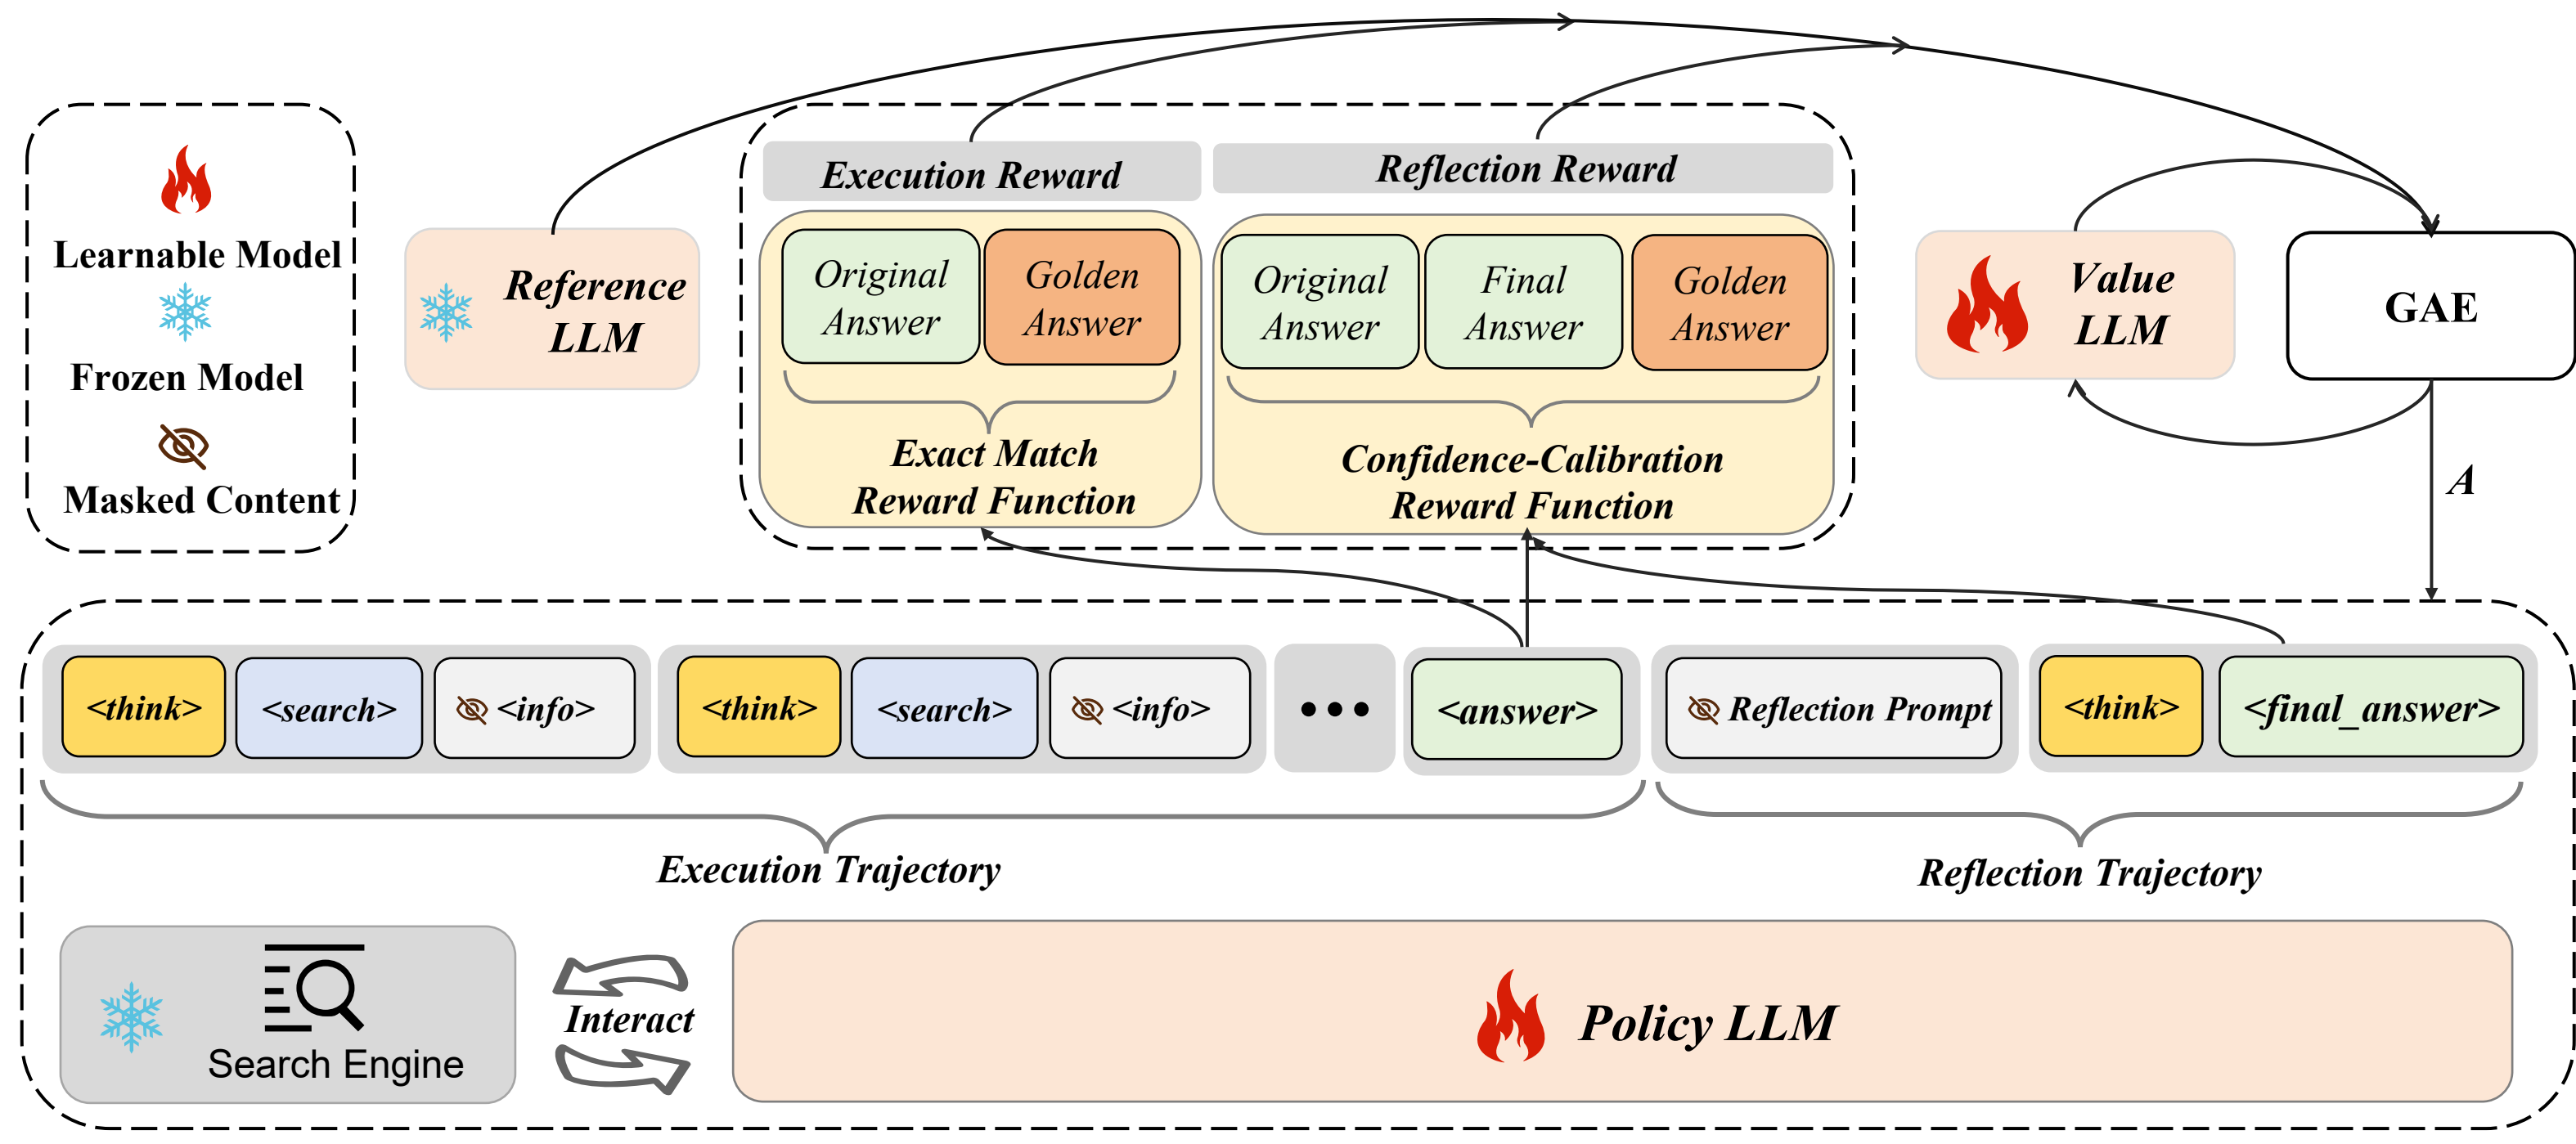 Learnable Model
Frozen Model
Masked Content
Reference
LLM
Execution Reward
Original
Answer
Golden
Answer
Exact Match
Reward Function
Reflection Reward
Original
Answer
Final
Answer
Golden
Answer
Confidence-Calibration
Reward Function
Value
LLM
GAE
A
<think>
<search>
<info>
<think>
<search>
<info>
•••
<answer>
Reflection Prompt
<think>
<final_answer>
Execution Trajectory
Reflection Trajectory
Search Engine
Interact
Policy LLM